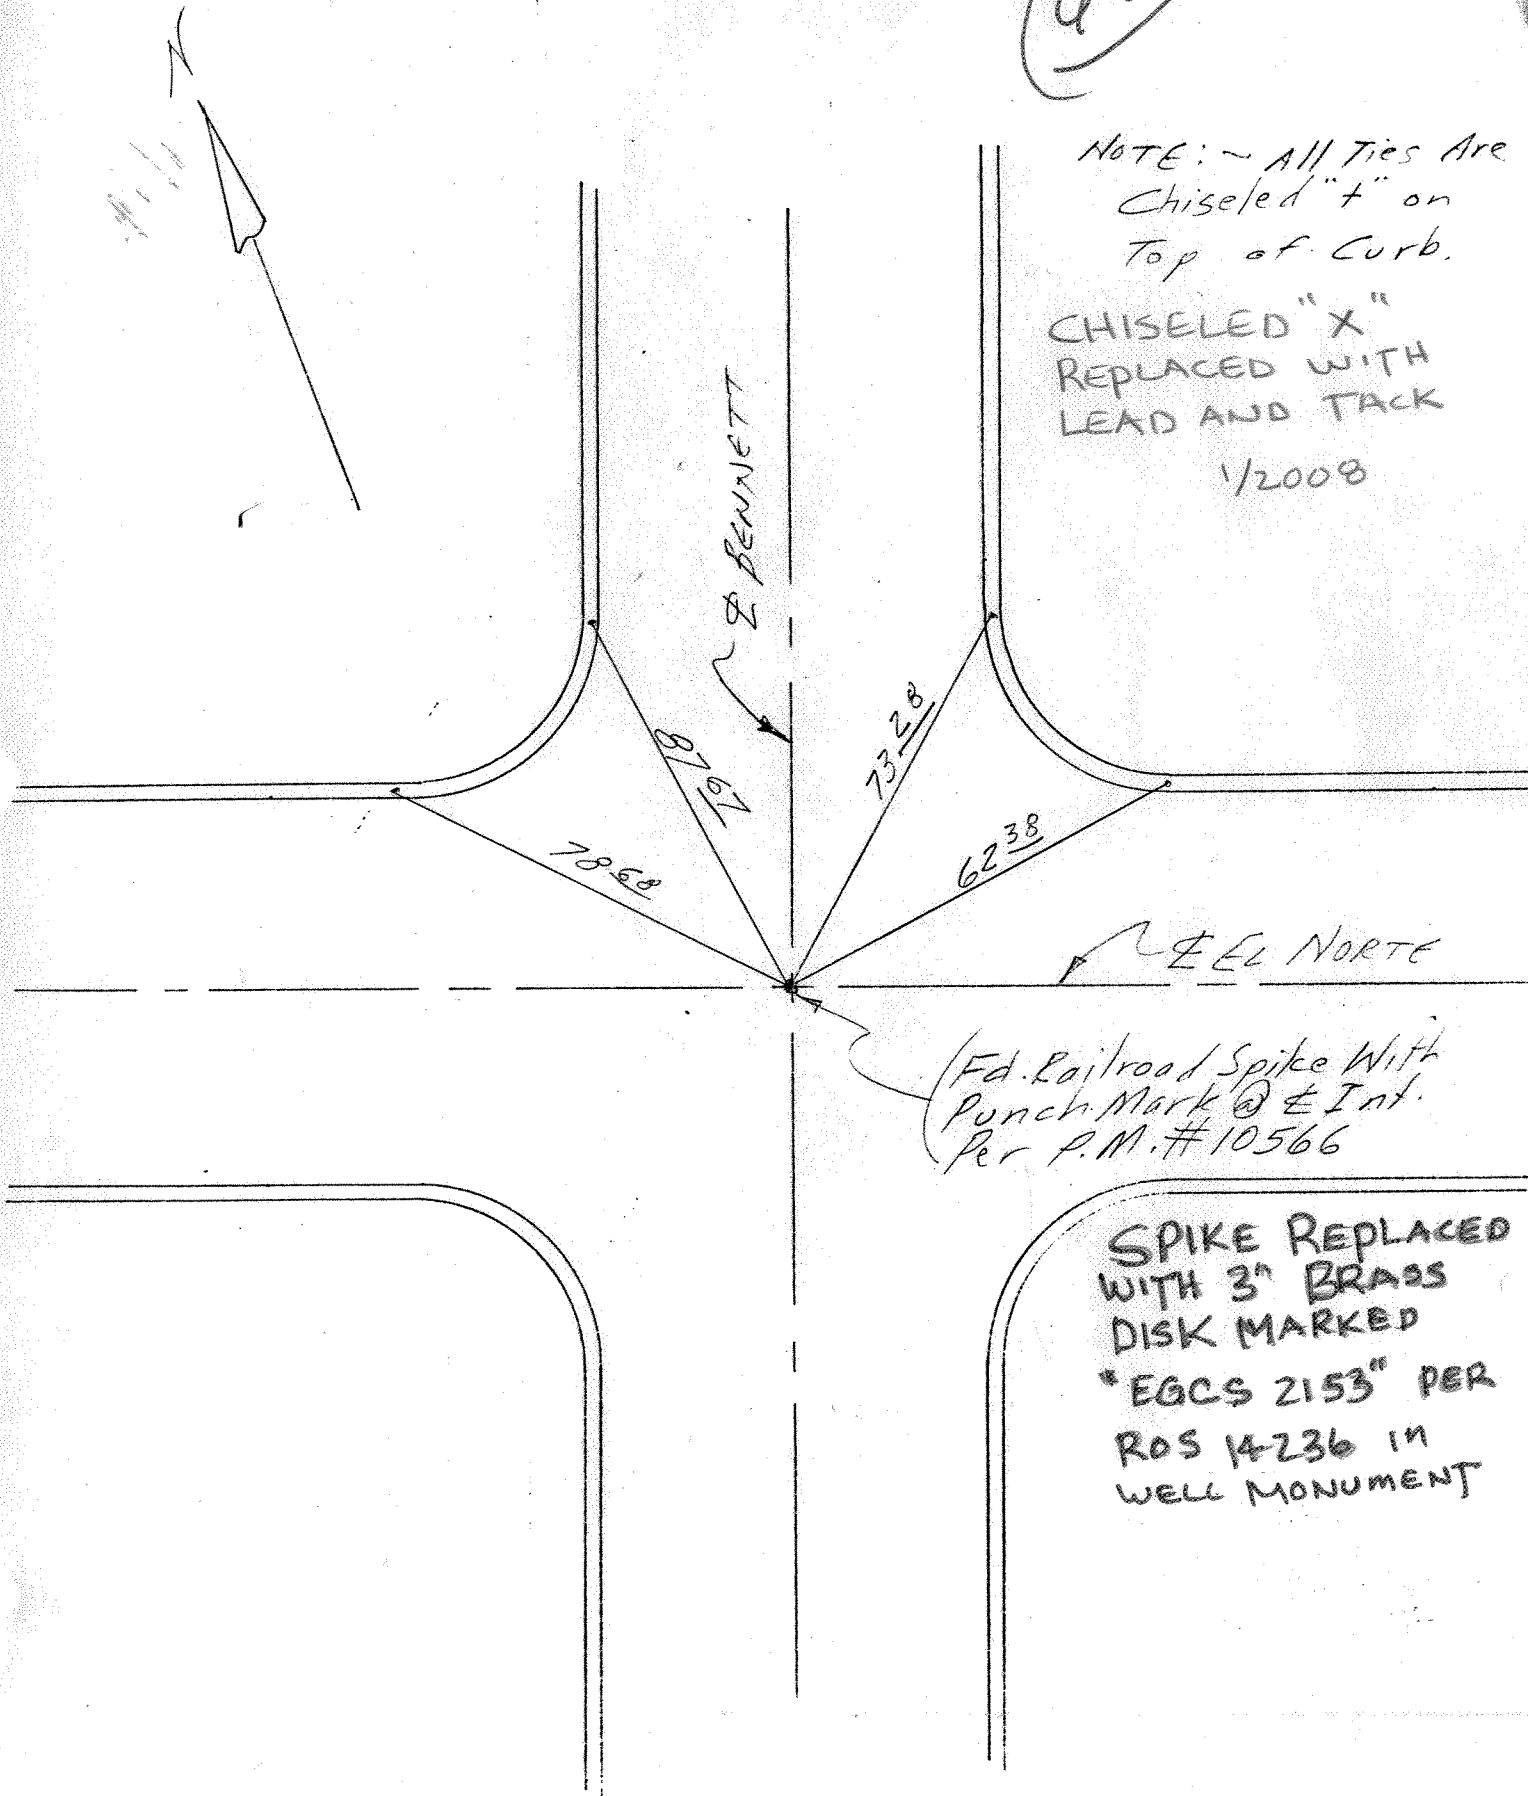 N
NOTE:~ All Ties Are
Chiseled "+" on
Top of Curb.
CHISELED "X"
REPLACED WITH
LEAD AND TACK
1/2008
℄ BENNETT
87 67
73 28
78 68
62 38
℄ EL NORTE
Fd. Railroad Spike With
Punch Mark @ ℄ Int.
Per P.M. #10566
SPIKE REPLACED
WITH 3" BRASS
DISK MARKED
"EGCS 2153" PER
ROS 14236 IN
WELL MONUMENT